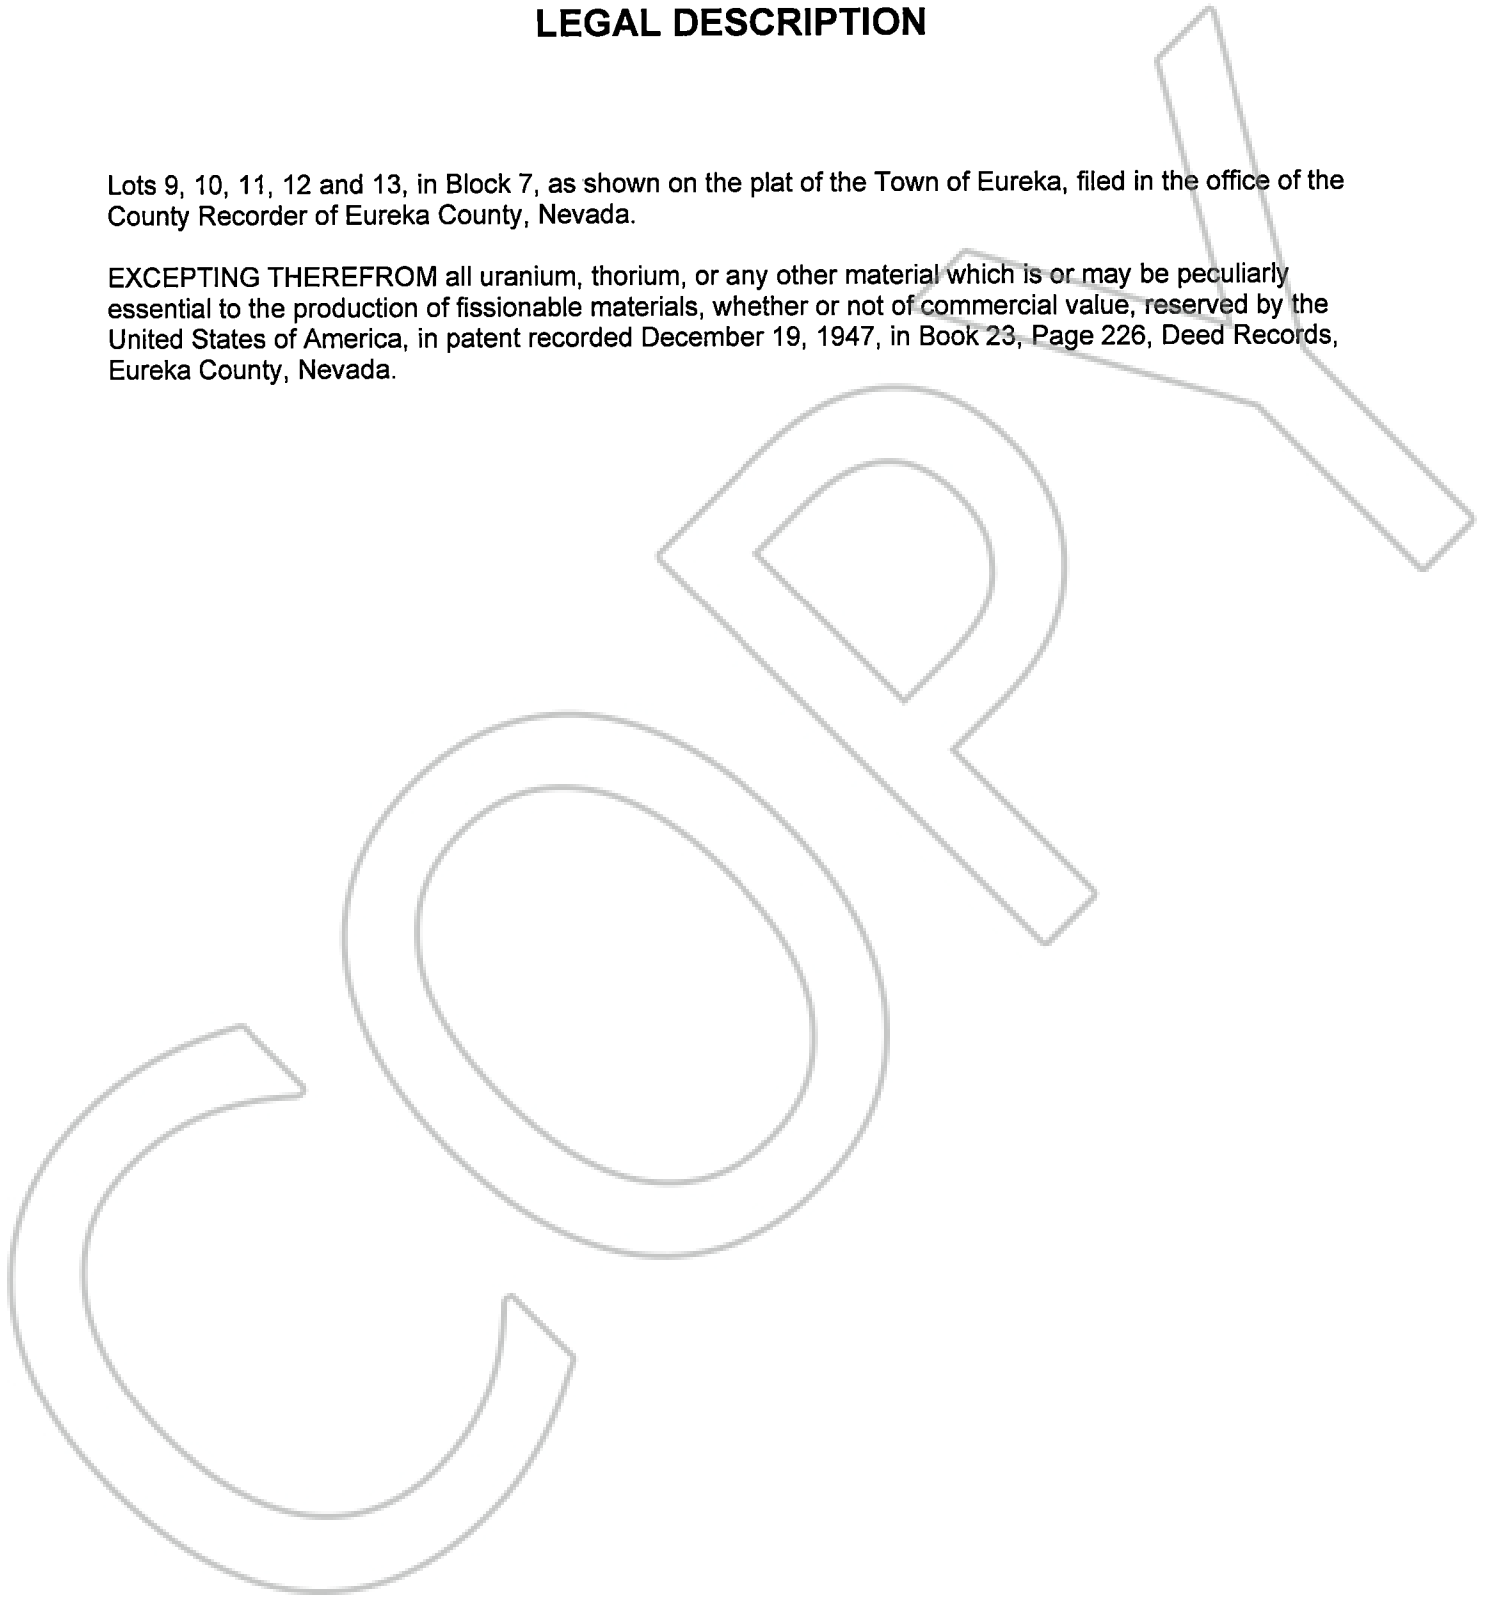 LEGAL DESCRIPTION
Lots 9, 10, 11, 12 and 13, in Block 7, as shown on the plat of the Town of Eureka, filed in the office of the
County Recorder of Eureka County, Nevada.
EXCEPTING THEREFROM all uranium, thorium, or any other material which is or may be peculiarly
essential to the production of fissionable materials, whether or not of commercial value, reserved by the
United States of America, in patent recorded December 19, 1947, in Book 23, Page 226, Deed Records,
Eureka County, Nevada.
COPY